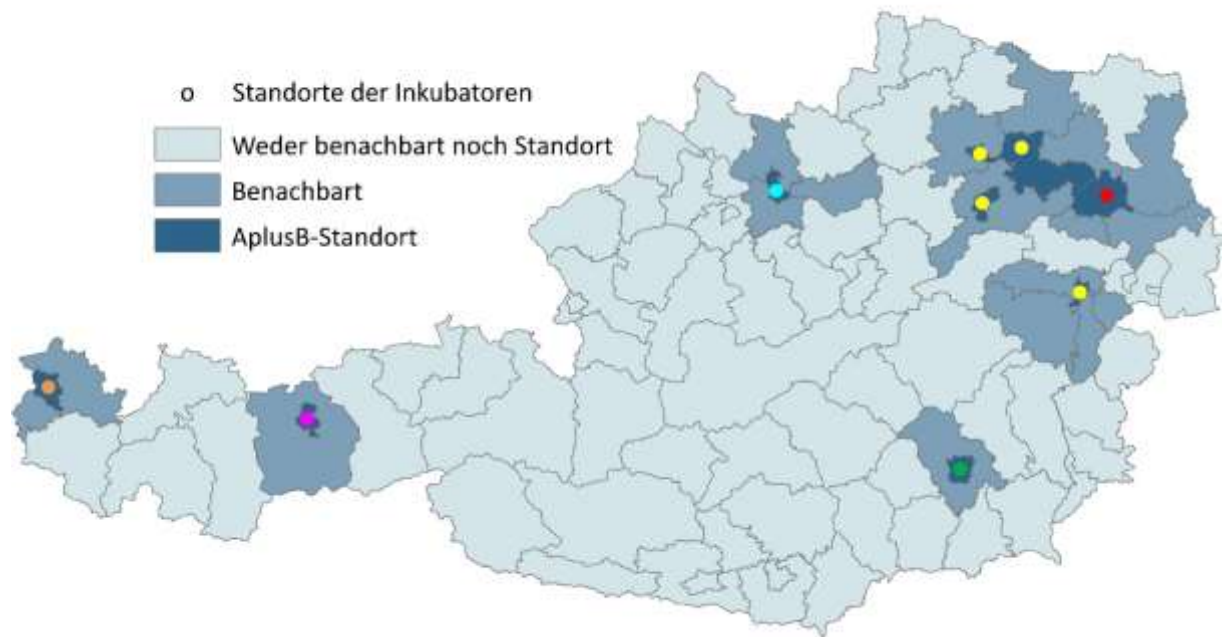 o Standorte der Inkubatoren
Weder benachbart noch Standort
Benachbart
AplusB-Standort